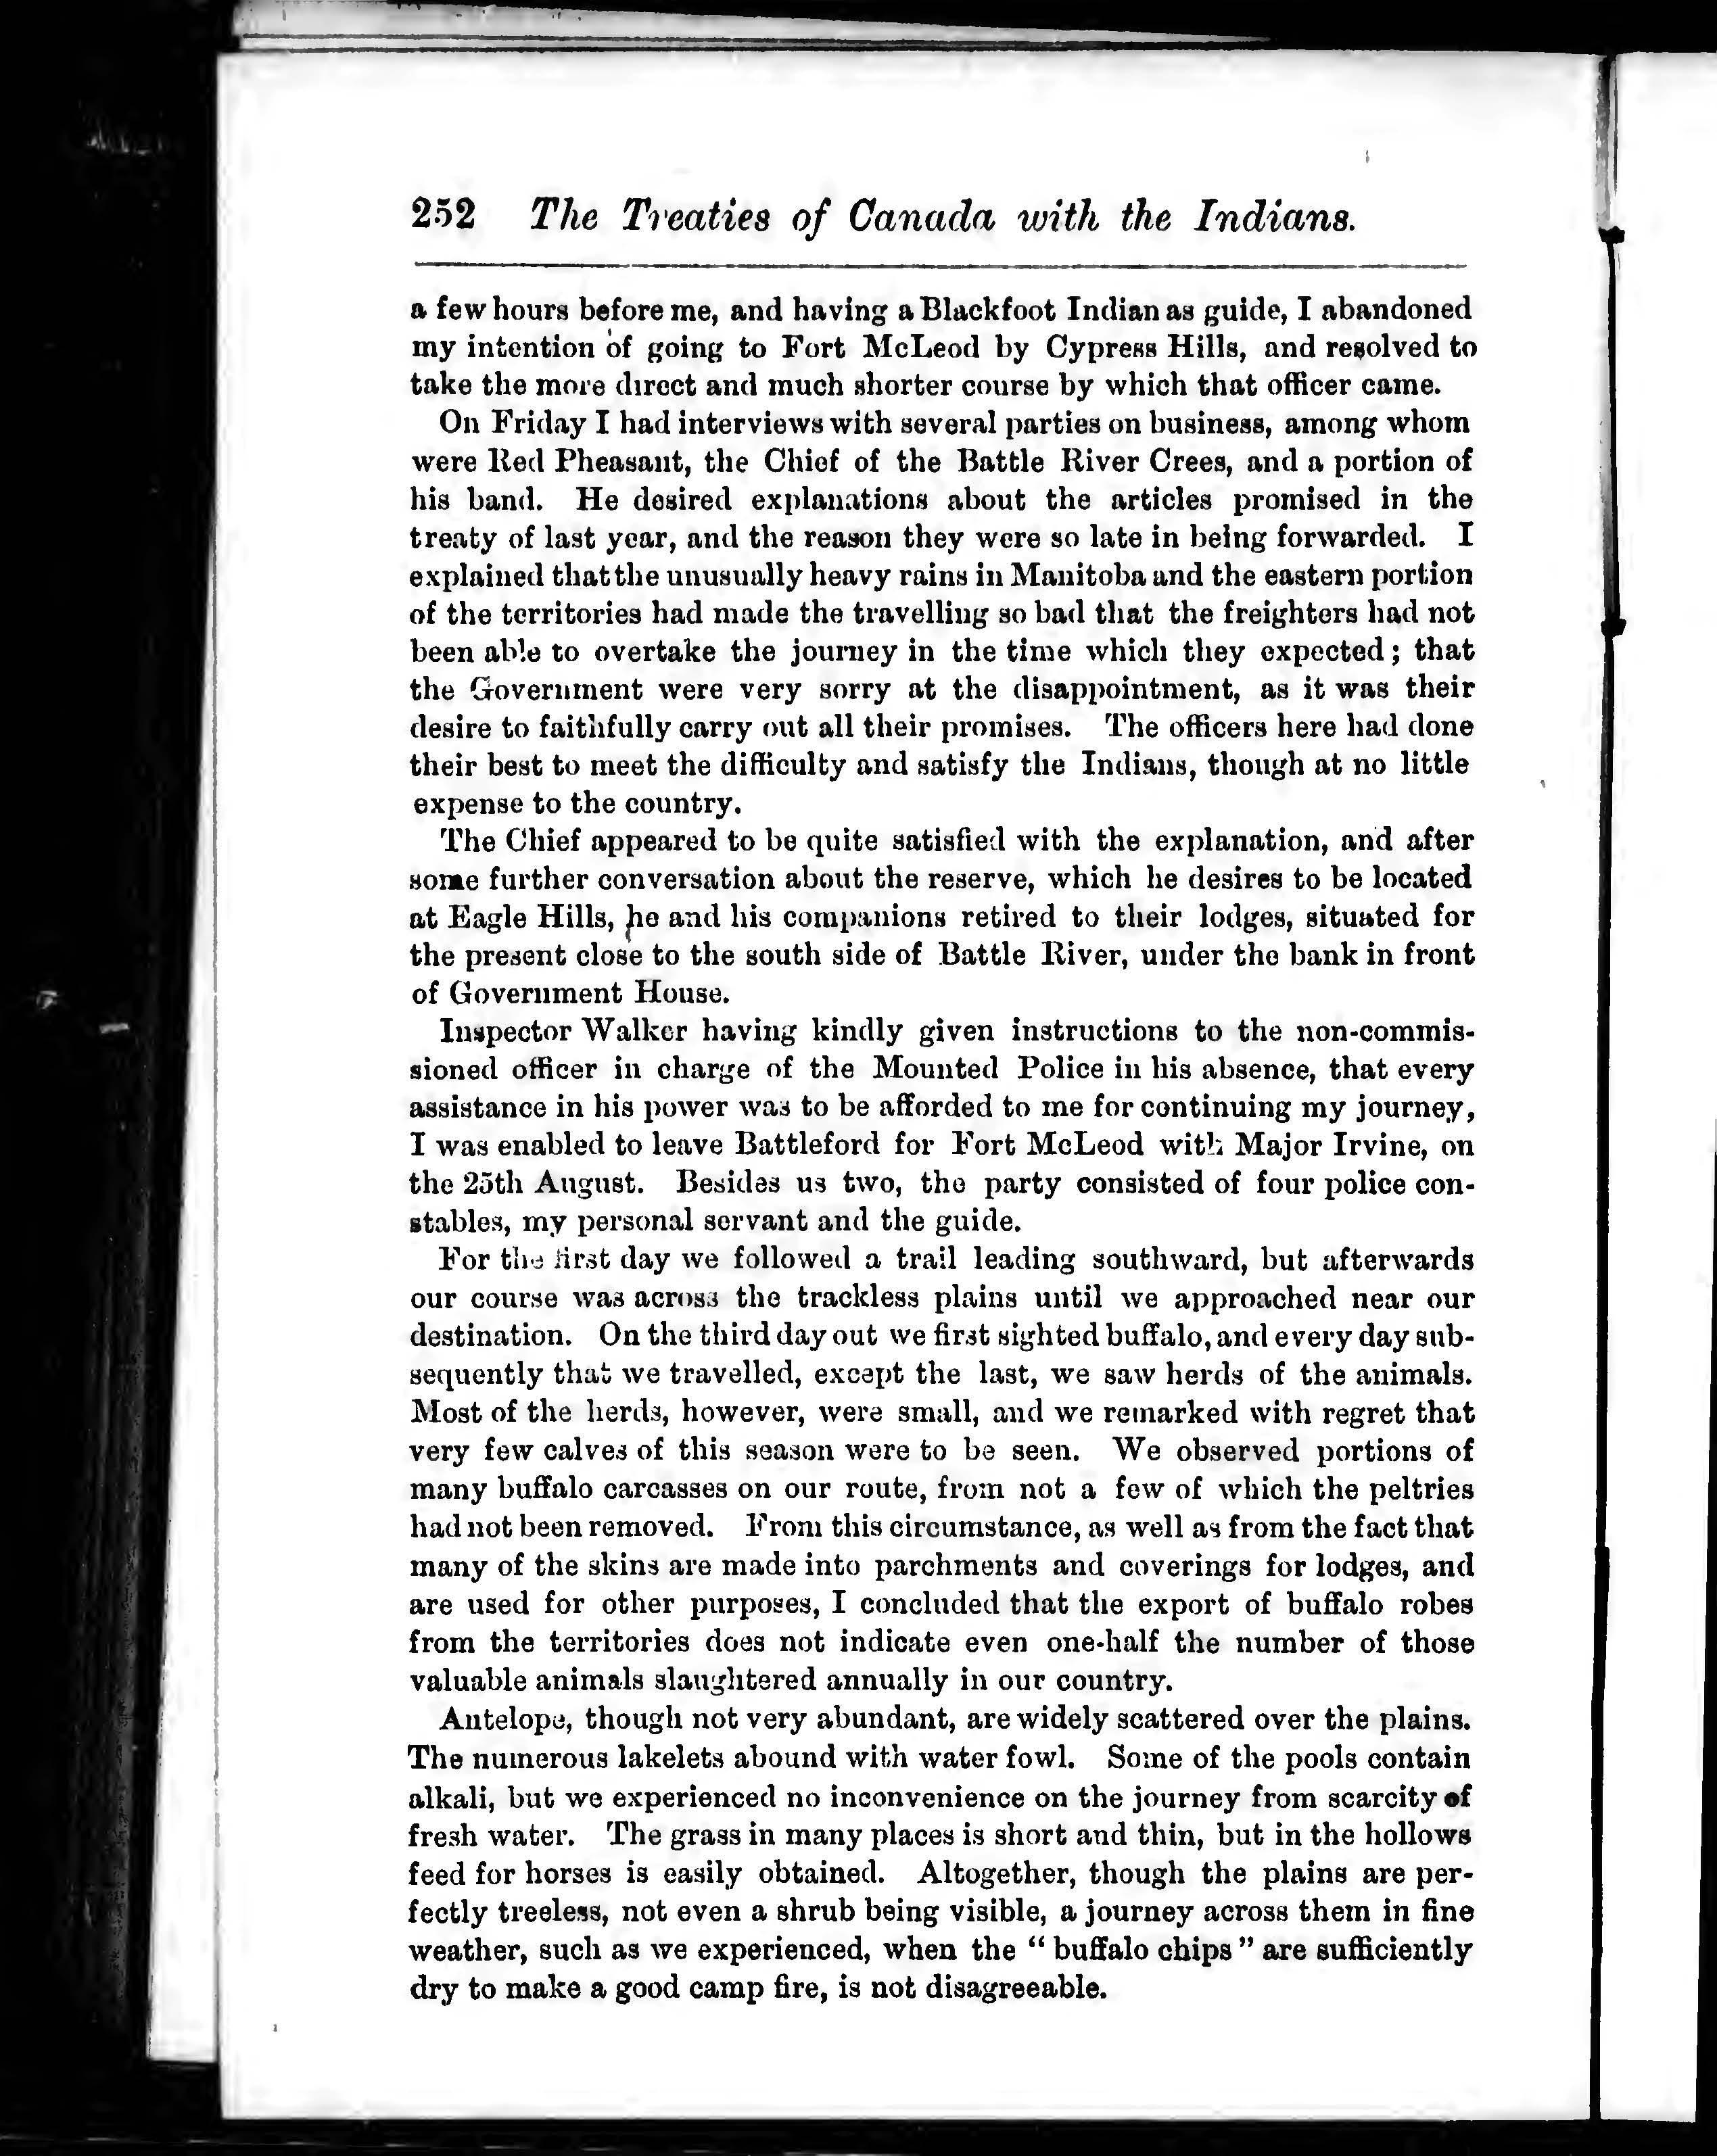 252 The Treaties of Canada with the Indians.
a few hours before me, and having a Blackfoot Indian as guide, I abandoned
my intention of going to Fort McLeod by Cypress Hills, and resolved to
take the more direct and much shorter course by which that officer came.
On Friday I had interviews with several parties on business, among whom
were Red Pheasant, the Chief of the Battle River Crees, and a portion of
his band. He desired explanations about the articles promised in the
treaty of last year, and the reason they were so late in being forwarded. I
explained that the unusually heavy rains in Manitoba and the eastern portion
of the territories had made the travelling so bad that the freighters had not
been able to overtake the journey in the time which they expected; that
the Government were very sorry at the disappointment, as it was their
desire to faithfully carry out all their promises. The officers here had done
their best to meet the difficulty and satisfy the Indians, though at no little
expense to the country.
The Chief appeared to be quite satisfied with the explanation, and after
some further conversation about the reserve, which he desires to be located
at Eagle Hills, he and his companions retired to their lodges, situated for
the present close to the south side of Battle River, under the bank in front
of Government House.
Inspector Walker having kindly given instructions to the non-commis-
sioned officer in charge of the Mounted Police in his absence, that every
assistance in his power was to be afforded to me for continuing my journey,
I was enabled to leave Battleford for Fort McLeod with Major Irvine, on
the 25th August. Besides us two, the party consisted of four police con-
stables, my personal servant and the guide.
For the first day we followed a trail leading southward, but afterwards
our course was across the trackless plains until we approached near our
destination. On the third day out we first sighted buffalo, and every day sub-
sequently that we travelled, except the last, we saw herds of the animals.
Most of the herds, however, were small, and we remarked with regret that
very few calves of this season were to be seen. We observed portions of
many buffalo carcasses on our route, from not a few of which the peltries
had not been removed. From this circumstance, as well as from the fact that
many of the skins are made into parchments and coverings for lodges, and
are used for other purposes, I concluded that the export of buffalo robes
from the territories does not indicate even one-half the number of those
valuable animals slaughtered annually in our country.
Antelope, though not very abundant, are widely scattered over the plains.
The numerous lakelets abound with water fowl. Some of the pools contain
alkali, but we experienced no inconvenience on the journey from scarcity of
fresh water. The grass in many places is short and thin, but in the hollows
feed for horses is easily obtained. Altogether, though the plains are per-
fectly treeless, not even a shrub being visible, a journey across them in fine
weather, such as we experienced, when the “ buffalo chips ” are sufficiently
dry to make a good camp fire, is not disagreeable.